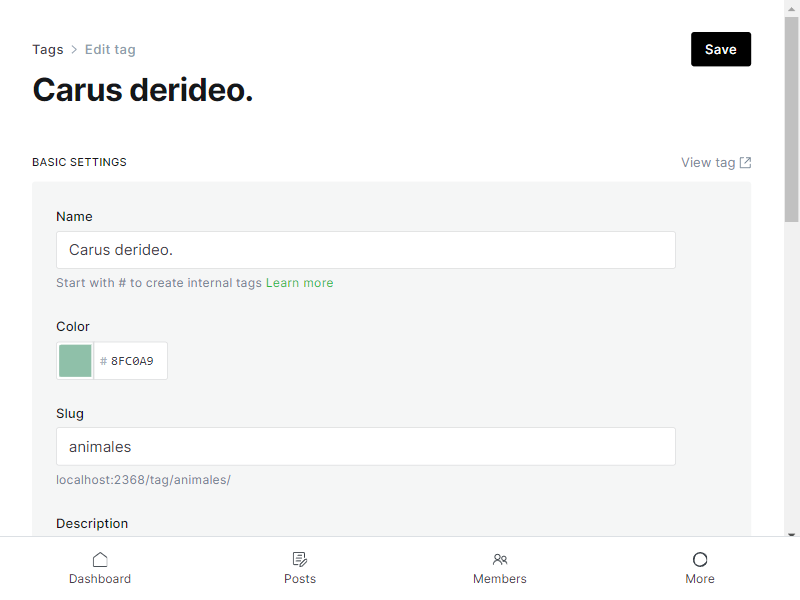 Tags > Edit tag
Save
Carus derideo.
BASIC SETTINGS
View tag
Name
Carus derideo.
Start with # to create internal tags Learn more
Color
# 8FC0A9
Slug
animales
localhost:2368/tag/animales/
Description
Dashboard
Posts
Members
More